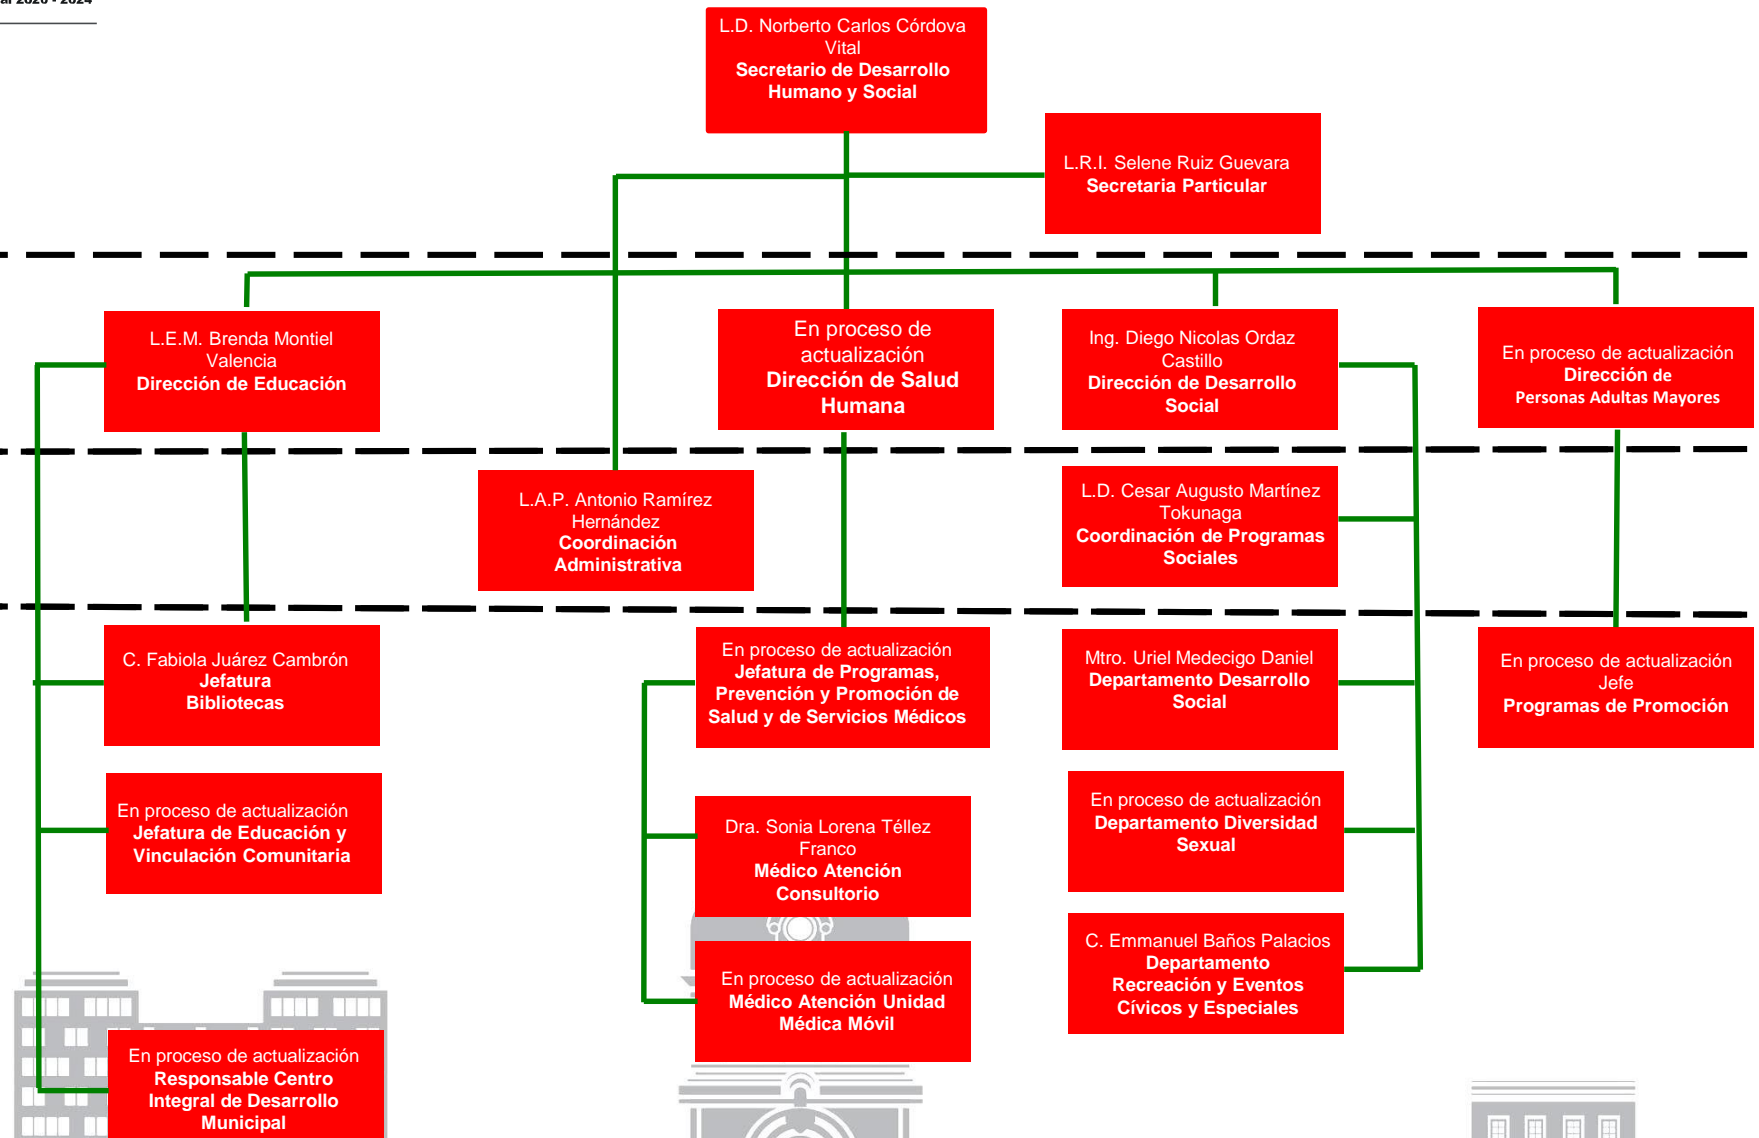 2024
L.D. Norberto Carlos Córdova
Vital
Secretario de Desarrollo
Humano y Social
L.R.I. Selene Ruiz Guevara
Secretaria Particular
L.E.M. Brenda Montiel
Valencia
Dirección de Educación
En proceso de
actualización
Dirección de Salud
Humana
Ing. Diego Nicolas Ordaz
Castillo
Dirección de Desarrollo
Social
En proceso de actualización
Dirección de
Personas Adultas Mayores
L.A.P. Antonio Ramírez
Hernández
Coordinación
Administrativa
L.D. Cesar Augusto Martínez
Tokunaga
Coordinación de Programas
Sociales
C. Fabiola Juárez Cambrón
Jefatura
Bibliotecas
En proceso de actualización
Jefatura de Programas,
Prevención y Promoción de
Salud y de Servicios Médicos
Mtro. Uriel Medecigo Daniel
Departamento Desarrollo
Social
En proceso de actualización
Jefe
Programas de Promoción
En proceso de actualización
Jefatura de Educación y
Vinculación Comunitaria
Dra. Sonia Lorena Téllez
Franco
Médico Atención
Consultorio
En proceso de actualización
Departamento Diversidad
Sexual
C. Emmanuel Baños Palacios
Departamento
Recreación y Eventos
Cívicos y Especiales
En proceso de actualización
Médico Atención Unidad
Médica Móvil
En proceso de actualización
Responsable Centro
Integral de Desarrollo
Municipal